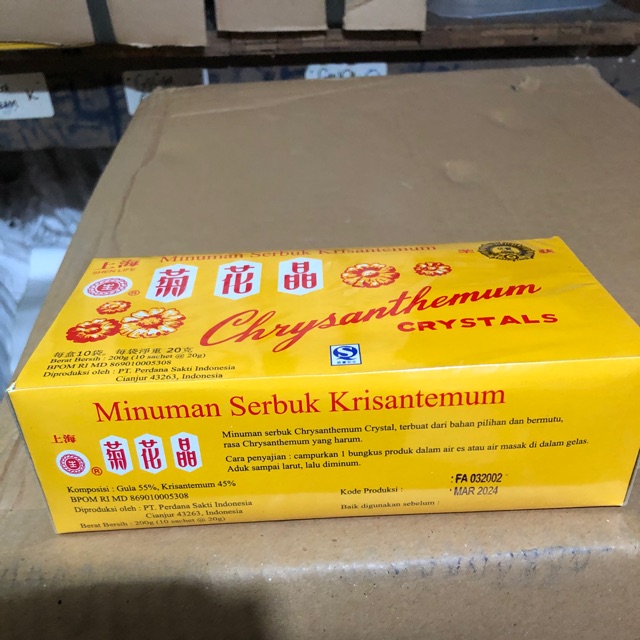 Minuman Serbuk Krisantemum
上海
SHEN LIFE
菊 花 晶
Chrysanthemum
CRYSTALS
每盒10袋, 每袋淨重 20克
Berat Bersih : 200g (10 sachet @ 20g)
BPOM RI MD 869010005308
Diproduksi oleh : PT. Perdana Sakti Indonesia
Cianjur 43263, Indonesia
Minuman Serbuk Krisantemum
上海
菊 花 晶
Minuman serbuk Chrysanthemum Crystal, terbuat dari bahan pilihan dan bermutu,
rasa Chrysanthemum yang harum.
Cara penyajian : campurkan 1 bungkus produk dalam air es atau air masak di dalam gelas.
Aduk sampai larut, lalu diminum.
Komposisi : Gula 55%, Krisantemum 45%
BPOM RI MD 869010005308
Diproduksi oleh : PT. Perdana Sakti Indonesia
Cianjur 43263, Indonesia
Berat Bersih : 200g (10 sachet @ 20g)
: FA 032002
Kode Produksi : MAR 2024
Baik digunakan sebelum :